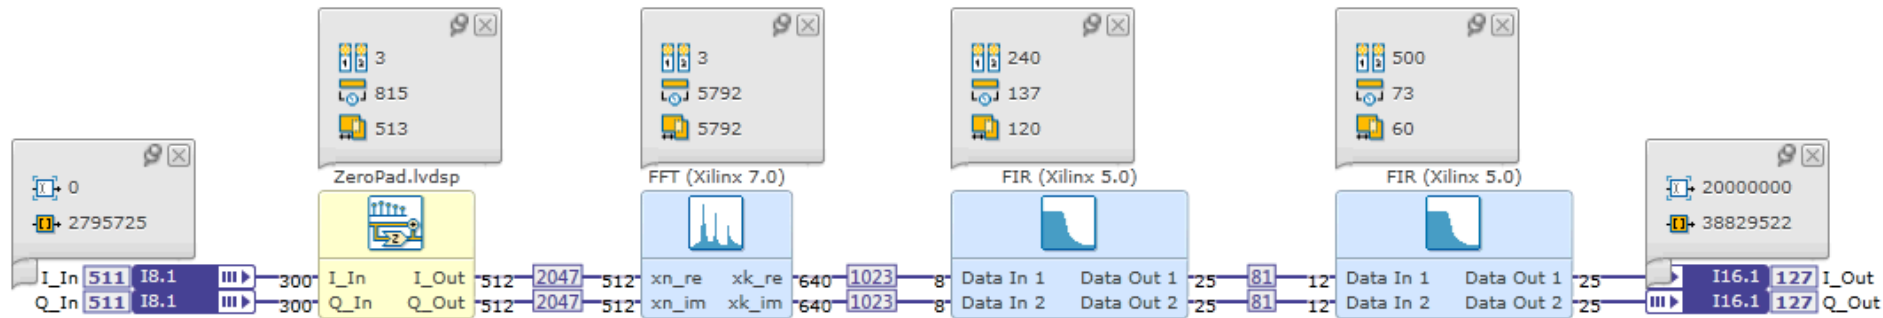 3
815
513
3
5792
5792
240
137
120
500
73
60
0
2795725
20000000
38829522
ZeroPad.lvdsp
FFT (Xilinx 7.0)
FIR (Xilinx 5.0)
FIR (Xilinx 5.0)
I_In 511 I8.1 300 I_In I_Out 512 2047 512 xn_re xk_re 640 1023 8 Data In 1 Data Out 1 25 81 12 Data In 1 Data Out 1 25 I16.1 127 I_Out
Q_In 511 I8.1 300 Q_In Q_Out 512 2047 512 xn_im xk_im 640 1023 8 Data In 2 Data Out 2 25 81 12 Data In 2 Data Out 2 25 I16.1 127 Q_Out